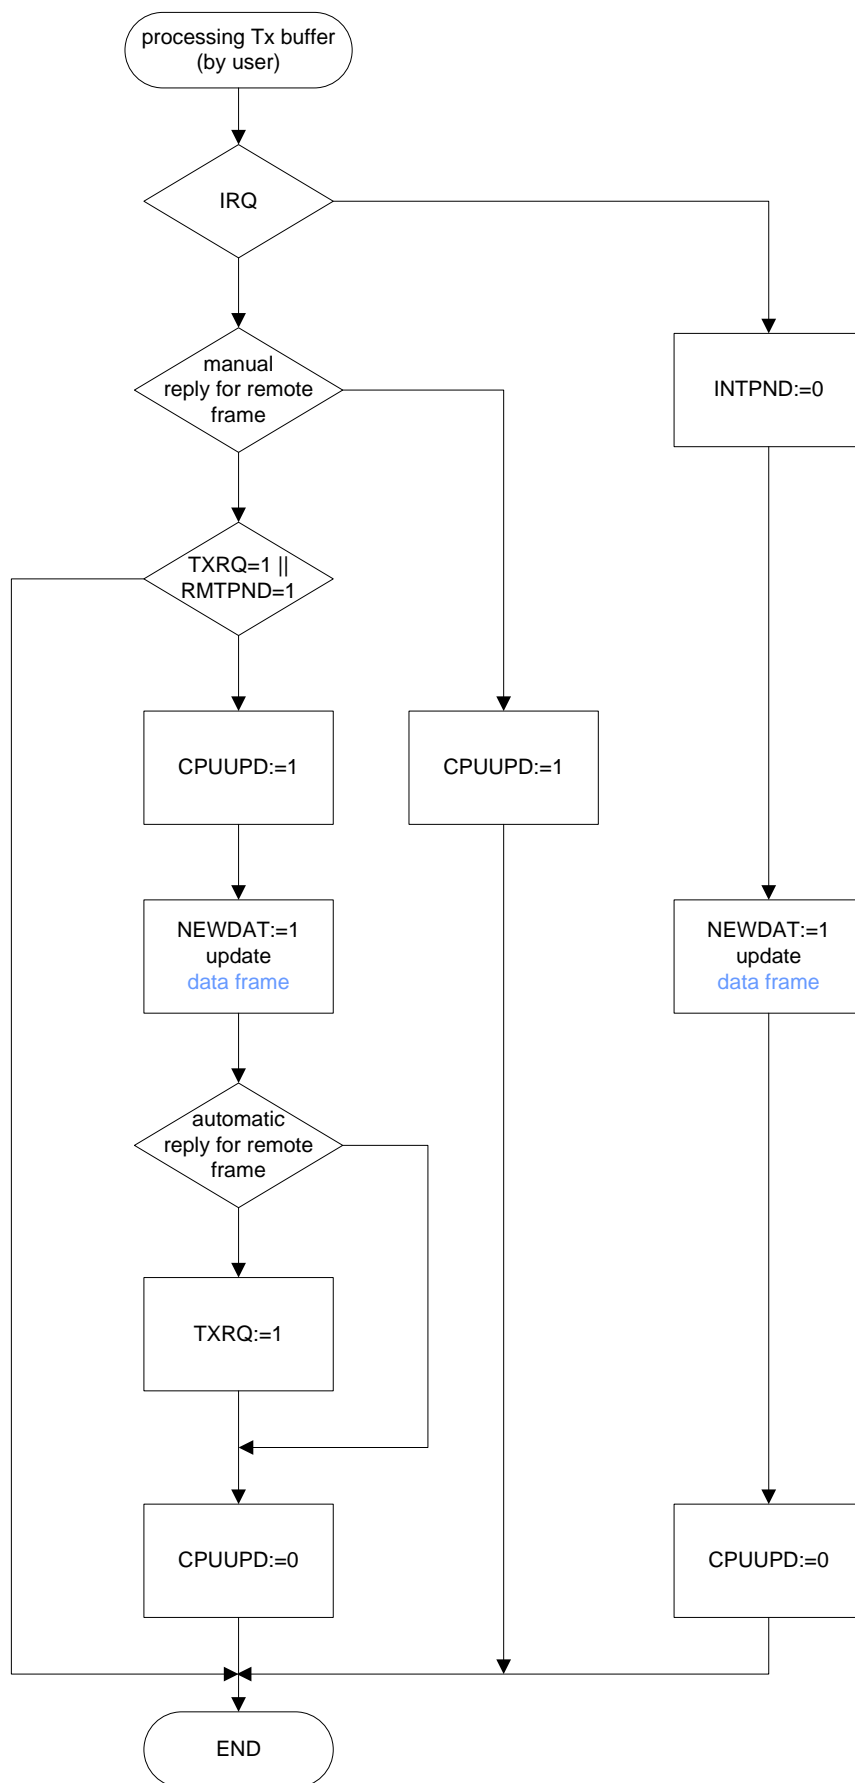 processing Tx buffer
(by user)
IRQ
manual
reply for remote
frame
INTPND:=0
TXRQ=1 ||
RMTPND=1
CPUUPD:=1
CPUUPD:=1
NEWDAT:=1
update
data frame
NEWDAT:=1
update
data frame
automatic
reply for remote
frame
TXRQ:=1
CPUUPD:=0
CPUUPD:=0
END